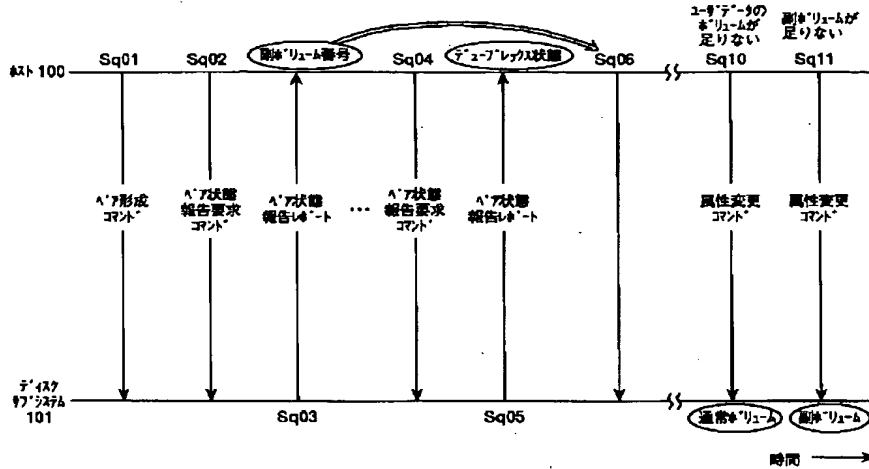 ユーザデータの
ボリュームが
足りない
副ボリュームが
足りない
Sq01
Sq02
副ボリューム番号
Sq04
デュープレックス状態
Sq06
Sq10
Sq11
ホスト 100
ペア形成
コマンド
ペア状態
報告要求
コマンド
ペア状態
報告レポート
…
ペア状態
報告要求
コマンド
ペア状態
報告レポート
属性変更
コマンド
属性変更
コマンド
ディスク
サブシステム
101
Sq03
Sq05
通常ボリューム
副ボリューム
時間